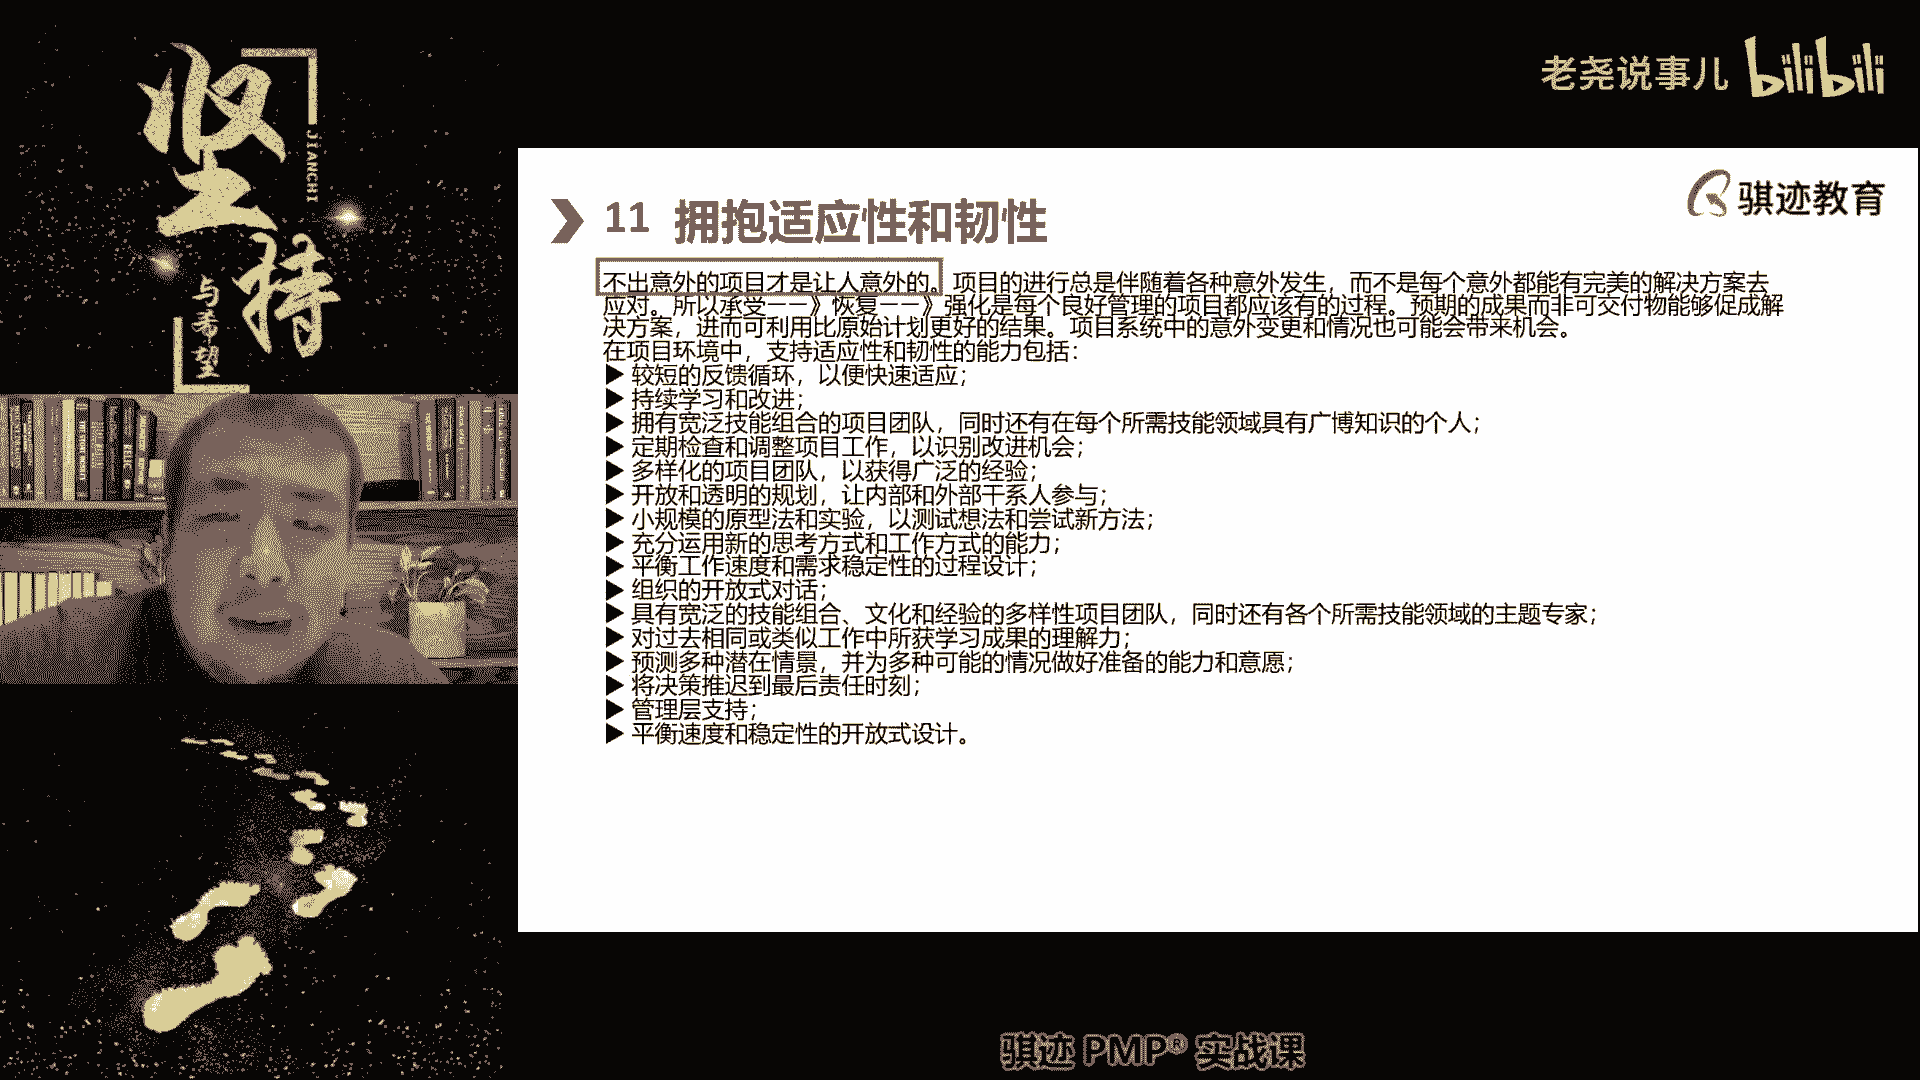 坚持
JIANCHI
与希望
老尧说事儿 bilibili
骐迹教育
11 拥抱适应性和韧性
不出意外的项目才是让人意外的。项目的进行总是伴随着各种意外发生，而不是每个意外都能有完美的解决方案去
应对。所以承受——》恢复——》强化是每个良好管理的项目都应该有的过程。预期的成果而非可交付物能够促成解
决方案，进而可利用比原始计划更好的结果。项目系统中的意外变更和情况也可能会带来机会。
在项目环境中，支持适应性和韧性的能力包括：
▶ 较短的反馈循环，以便快速适应；
▶ 持续学习和改进；
▶ 拥有宽泛技能组合的项目团队，同时还有在每个所需技能领域具有广博知识的个人；
▶ 定期检查和调整项目工作，以识别改进机会；
▶ 多样化的项目团队，以获得广泛的经验；
▶ 开放和透明的规划，让内部和外部干系人参与；
▶ 小规模的原型法和实验，以测试想法和尝试新方法；
▶ 充分运用新的思考方式和工作方式的能力；
▶ 平衡工作速度和需求稳定性的过程设计；
▶ 组织的开放式对话；
▶ 具有宽泛的技能组合、文化和经验的多样性项目团队，同时还有各个所需技能领域的主题专家；
▶ 对过去相同或类似工作中所获学习成果的理解力；
▶ 预测多种潜在情景，并为多种可能的情况做好准备的能力和意愿；
▶ 将决策推迟到最后责任时刻；
▶ 管理层支持；
▶ 平衡速度和稳定性的开放式设计。
骐迹 PMP® 实战课